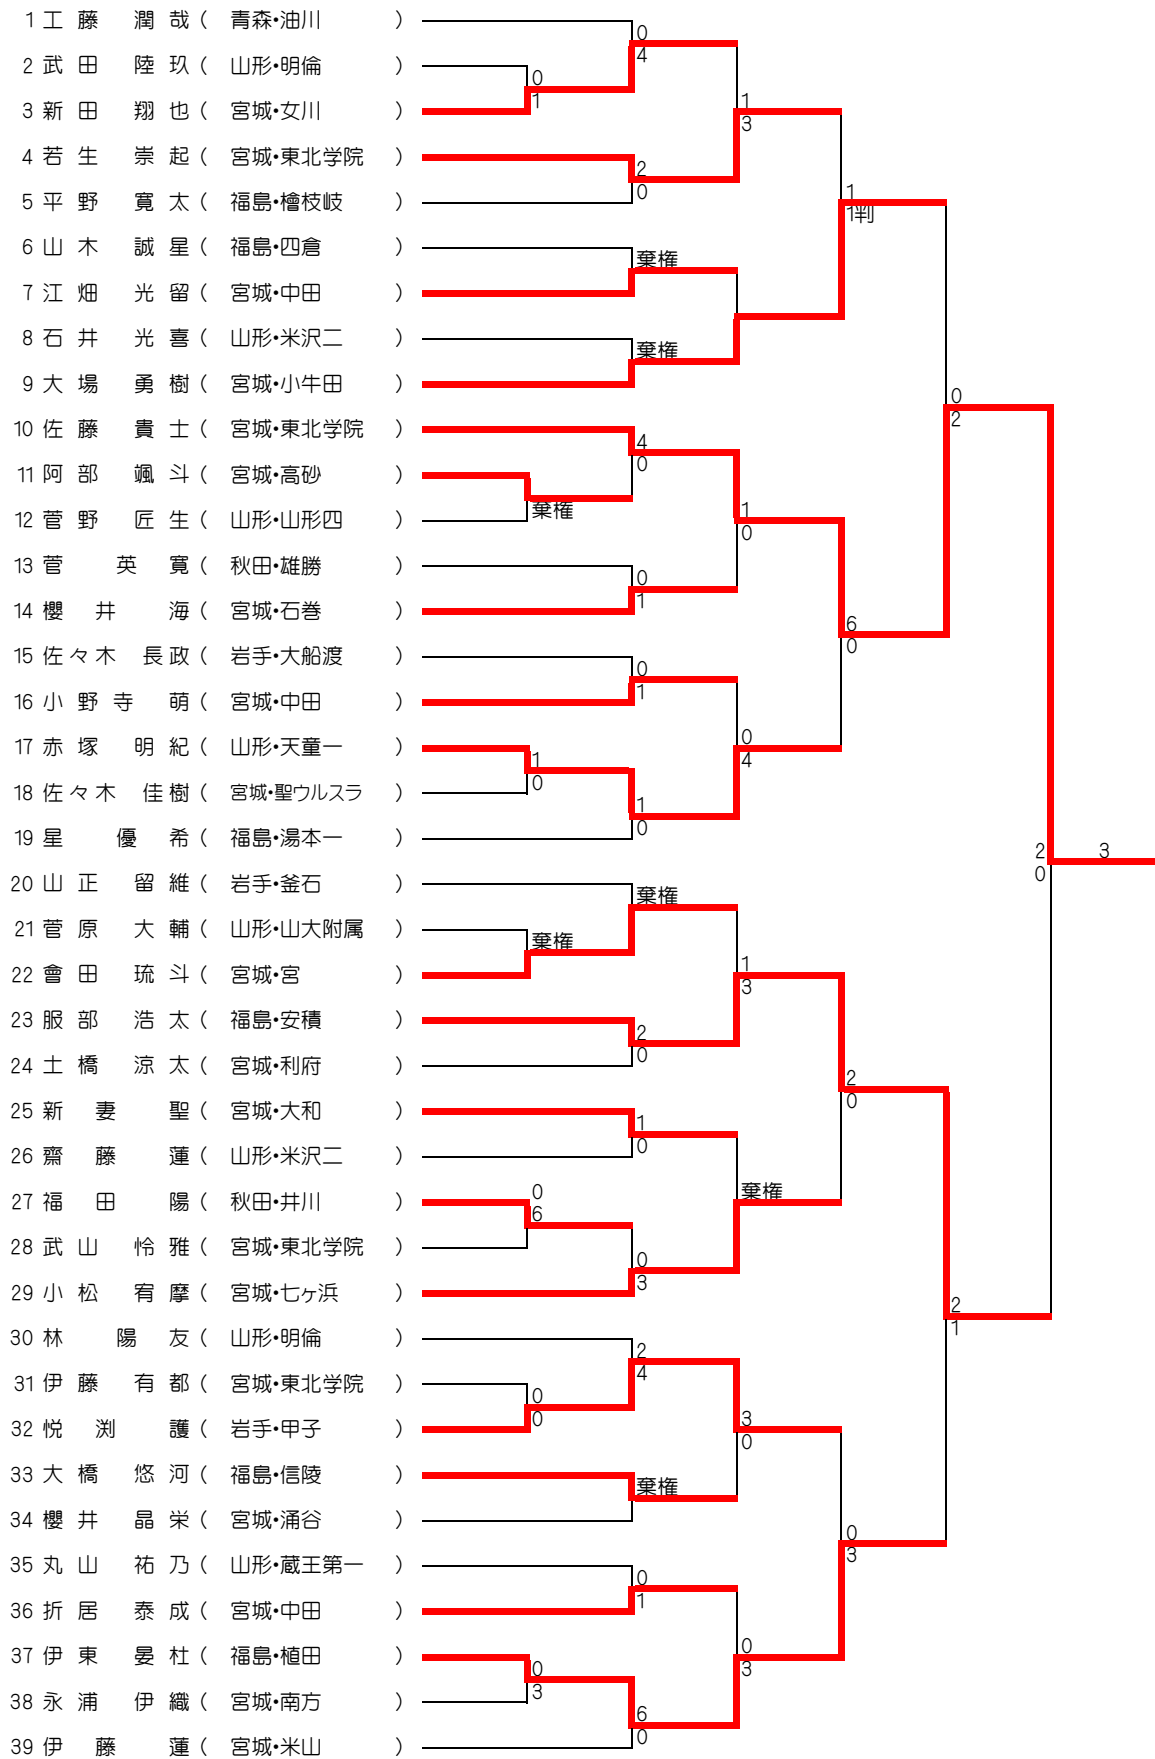 1 工藤 潤哉 ( 青森・油川 )
0
4
2 武田 陸玖 ( 山形・明倫 )
0
1
3 新田 翔也 ( 宮城・女川 )
1
3
4 若生 崇起 ( 宮城・東北学院 )
2
0
5 平野 寛太 ( 福島・檜枝岐 )
1
1判
6 山木 誠星 ( 福島・四倉 )
棄権
7 江畑 光留 ( 宮城・中田 )
8 石井 光喜 ( 山形・米沢二 )
棄権
9 大場 勇樹 ( 宮城・小牛田 )
0
2
10 佐藤 貴士 ( 宮城・東北学院 )
4
0
11 阿部 颯斗 ( 宮城・高砂 )
棄権
12 菅野 匠生 ( 山形・山形四 )
1
0
13 菅 英寛 ( 秋田・雄勝 )
0
1
14 櫻井 海 ( 宮城・石巻 )
6
0
15 佐々木 長政 ( 岩手・大船渡 )
0
1
16 小野寺 萌 ( 宮城・中田 )
0
4
17 赤塚 明紀 ( 山形・天童一 )
1
0
18 佐々木 佳樹 ( 宮城・聖ウルスラ )
1
0
19 星 優希 ( 福島・湯本一 )
2
0
3
20 山正 留維 ( 岩手・釜石 )
棄権
21 菅原 大輔 ( 山形・山大附属 )
棄権
22 會田 琉斗 ( 宮城・宮 )
1
3
23 服部 浩太 ( 福島・安積 )
2
0
24 土橋 涼太 ( 宮城・利府 )
2
0
25 新妻 聖 ( 宮城・大和 )
1
0
26 齋藤 蓮 ( 山形・米沢二 )
棄権
27 福田 陽 ( 秋田・井川 )
0
6
28 武山 怜雅 ( 宮城・東北学院 )
0
3
29 小松 宥摩 ( 宮城・七ヶ浜 )
2
1
30 林 陽友 ( 山形・明倫 )
2
4
31 伊藤 有都 ( 宮城・東北学院 )
0
0
32 悦渕 護 ( 岩手・甲子 )
3
0
33 大橋 悠河 ( 福島・信陵 )
棄権
34 櫻井 晶栄 ( 宮城・涌谷 )
0
3
35 丸山 祐乃 ( 山形・蔵王第一 )
0
1
36 折居 泰成 ( 宮城・中田 )
0
3
37 伊東 晏杜 ( 福島・植田 )
0
3
38 永浦 伊織 ( 宮城・南方 )
6
0
39 伊藤 蓮 ( 宮城・米山 )